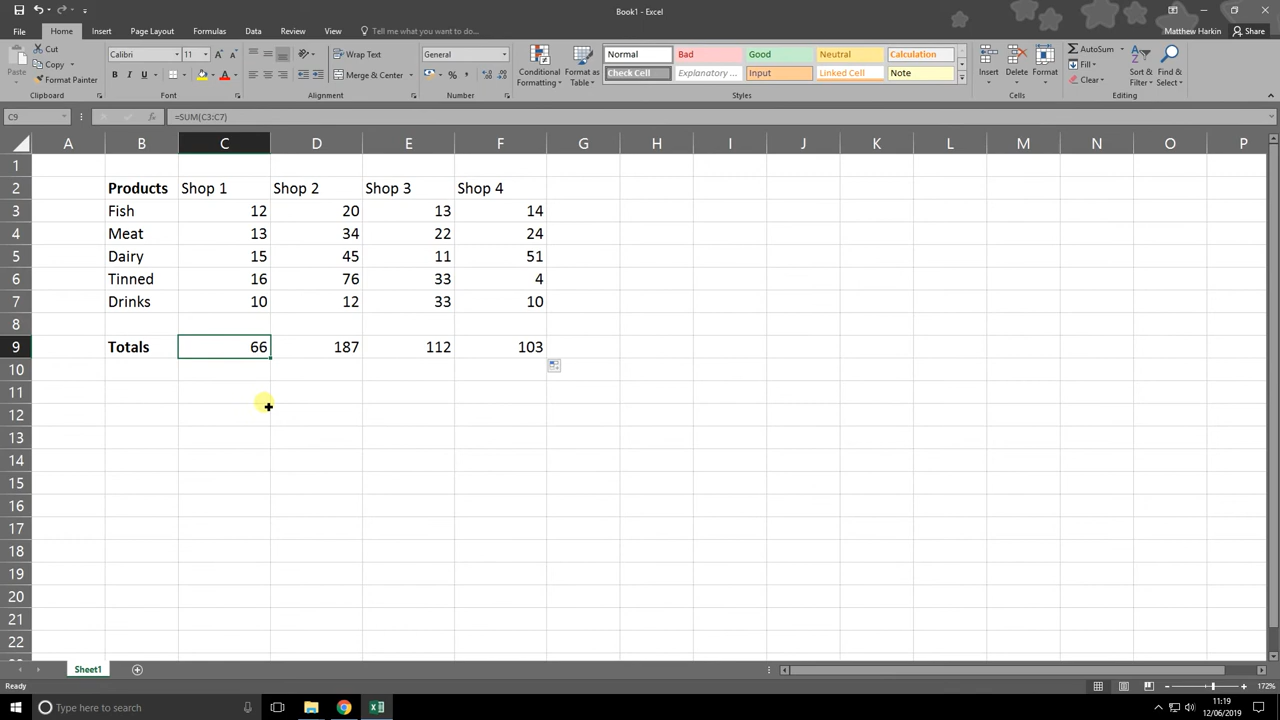 Book1 - Excel
Matthew Harkin
File Home Insert Page Layout Formulas Data Review View Tell me what you want to do... Share
Cut
Copy
Format Painter
Paste
Clipboard
Calibri 11
B I U
Font
Wrap Text
Merge & Center
Alignment
General
Number
Conditional Formatting
Format as Table
Normal Bad Good Neutral Calculation
Check Cell Explanatory ... Input Linked Cell Note
Styles
Insert Delete Format
Cells
AutoSum
Fill
Clear
Sort & Filter
Find & Select
Editing
C9 fx =SUM(C3:C7)
A B C D E F G H I J K L M N O P
1
2 Products Shop 1 Shop 2 Shop 3 Shop 4
3 Fish 12 20 13 14
4 Meat 13 34 22 24
5 Dairy 15 45 11 51
6 Tinned 16 76 33 4
7 Drinks 10 12 33 10
8
9 Totals 66 187 112 103
10
11
12
13
14
15
16
17
18
19
20
21
22
Sheet1
Ready 172%
Type here to search 11:19
12/06/2019